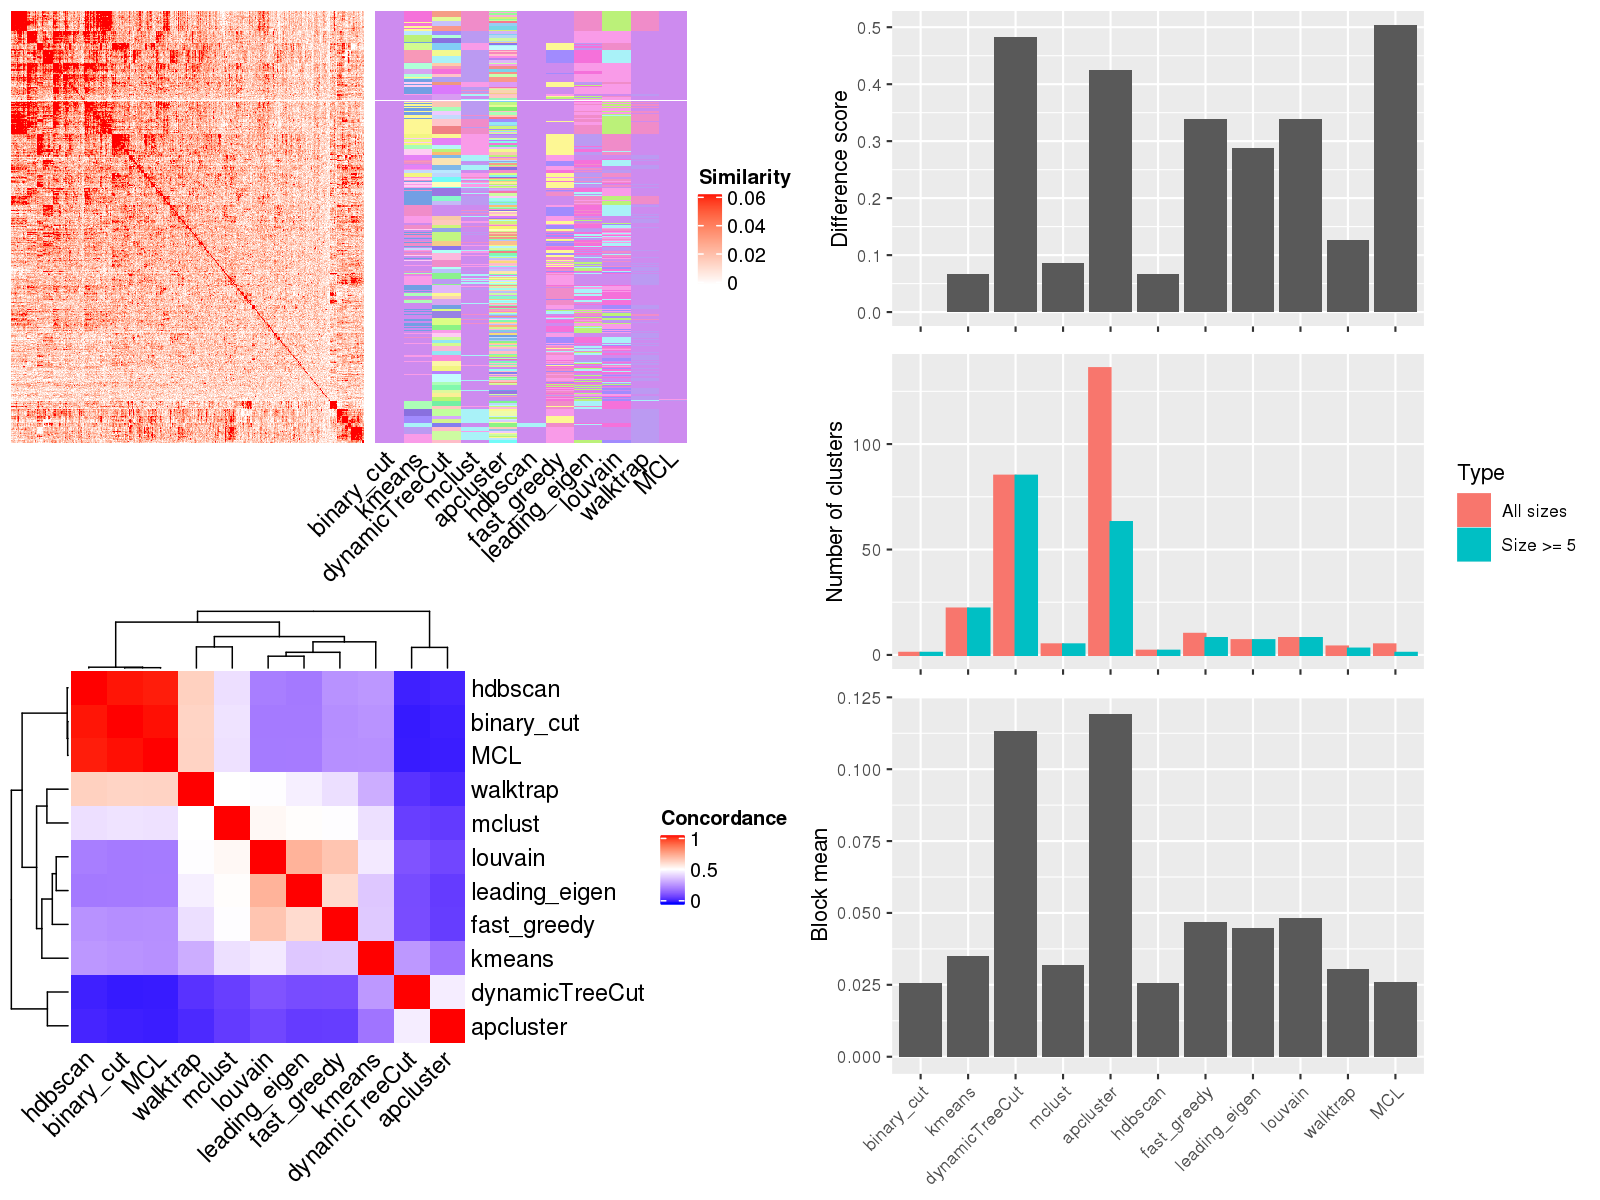 Similarity
0.06
0.04
0.02
0
binary_cut
kmeans
dynamicTreeCut
mclust
apcluster
hdbscan
fast_greedy
leading_eigen
louvain
walktrap
MCL
hdbscan
binary_cut
MCL
walktrap
mclust
louvain
leading_eigen
fast_greedy
kmeans
dynamicTreeCut
apcluster
hdbscan
binary_cut
MCL
walktrap
mclust
louvain
leading_eigen
fast_greedy
kmeans
dynamicTreeCut
apcluster
Concordance
1
0.5
0
Difference score
0.5
0.4
0.3
0.2
0.1
0.0
Number of clusters
100
50
0
Type
All sizes
Size >= 5
Block mean
0.125
0.100
0.075
0.050
0.025
0.000
binary_cut
kmeans
dynamicTreeCut
mclust
apcluster
hdbscan
fast_greedy
leading_eigen
louvain
walktrap
MCL